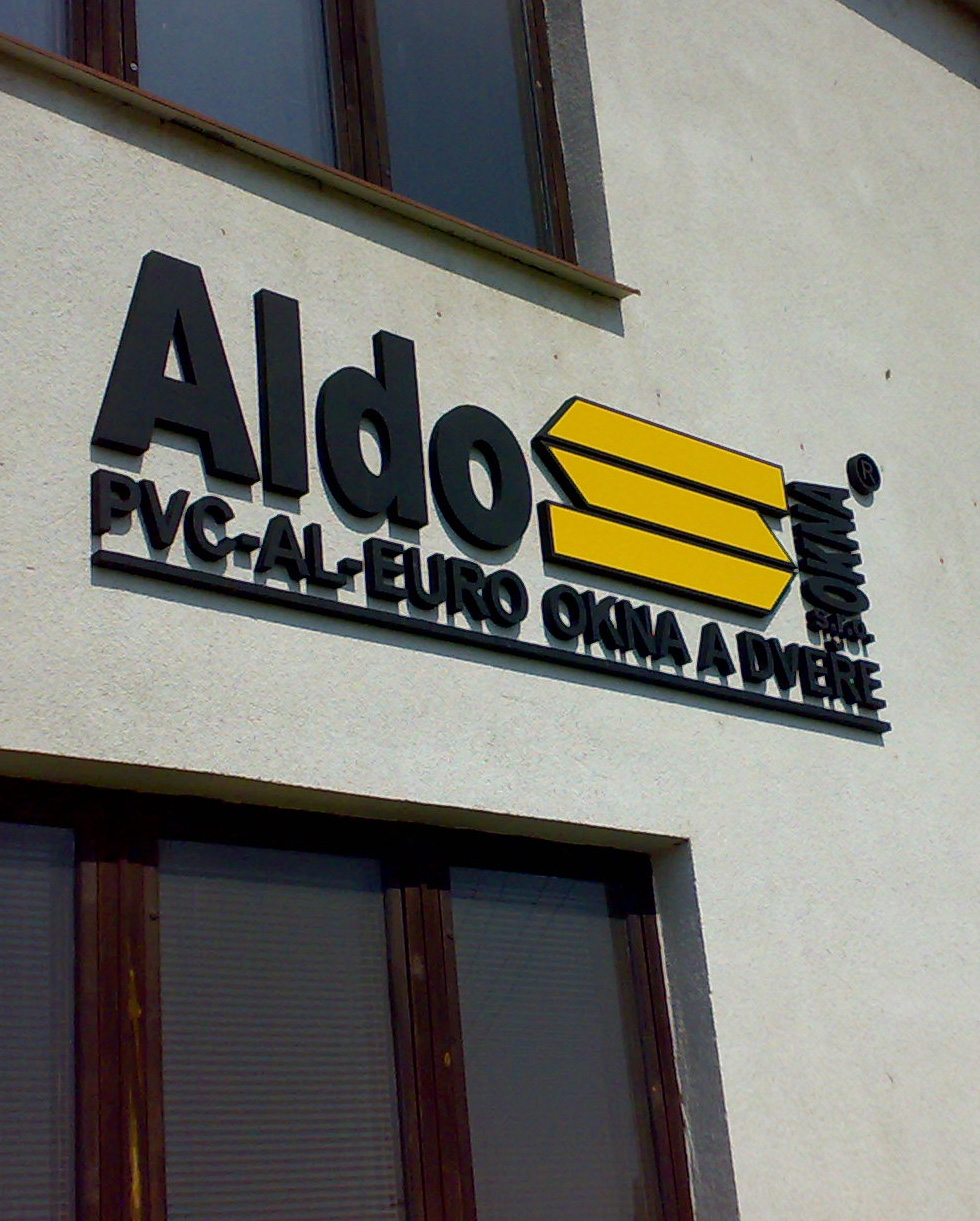 Aldo
OKNA ®
s.r.o.
PVC-AL-EURO OKNA A DVEŘE